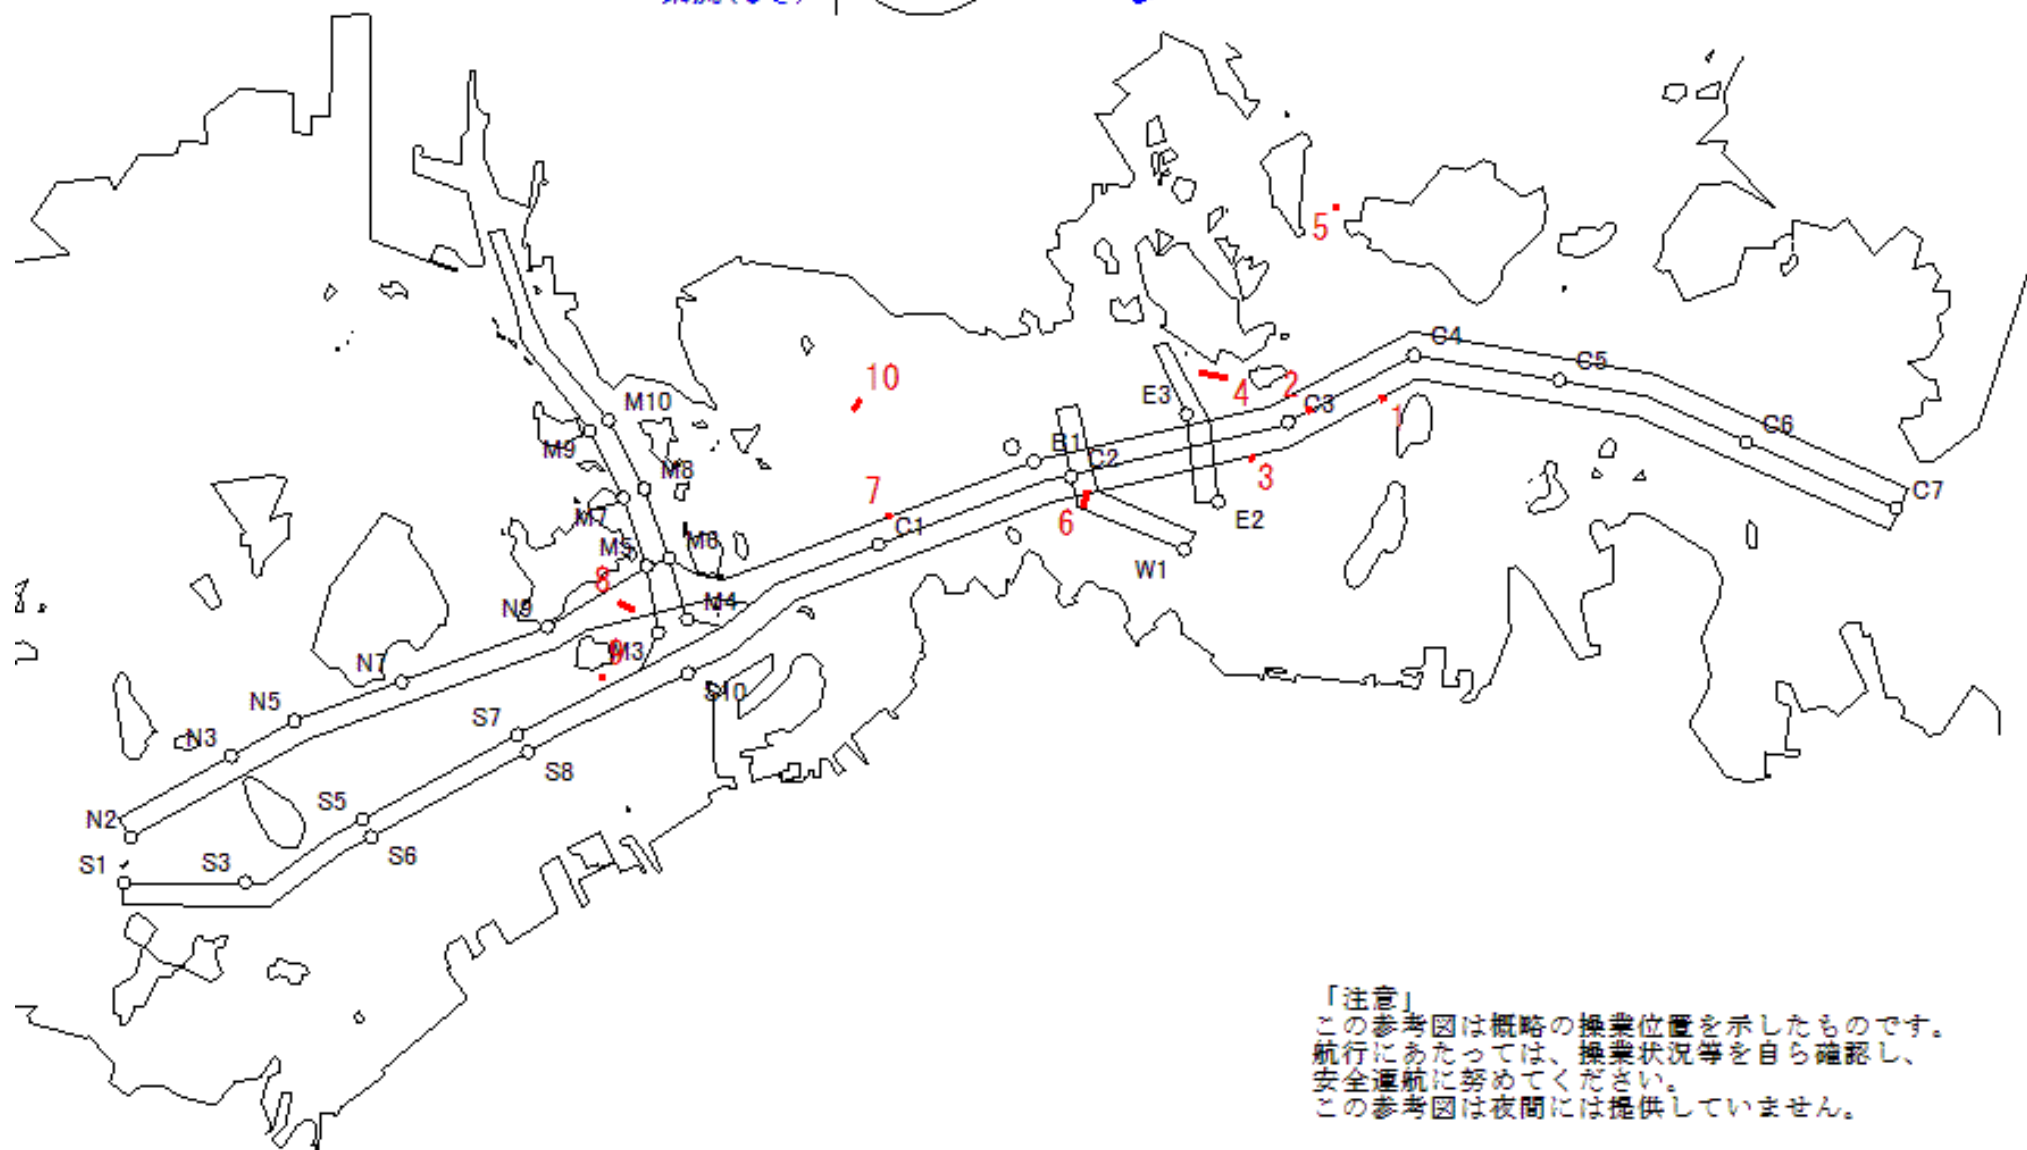 C4
C5
5
2
4
C3
1
E3
10
M10
M9
M8
B1
C2
3
C6
C7
7
C1
6
E2
W1
M7
M5
M6
8
N9
M4
M3
9
N7
S10
N5
S7
N3
S8
S5
N2
S6
S1
S3
「注意」
この参考図は概略の操業位置を示したものです。
航行にあたっては、操業状況等を自ら確認し、
安全運航に努めてください。
この参考図は夜間には提供していません。